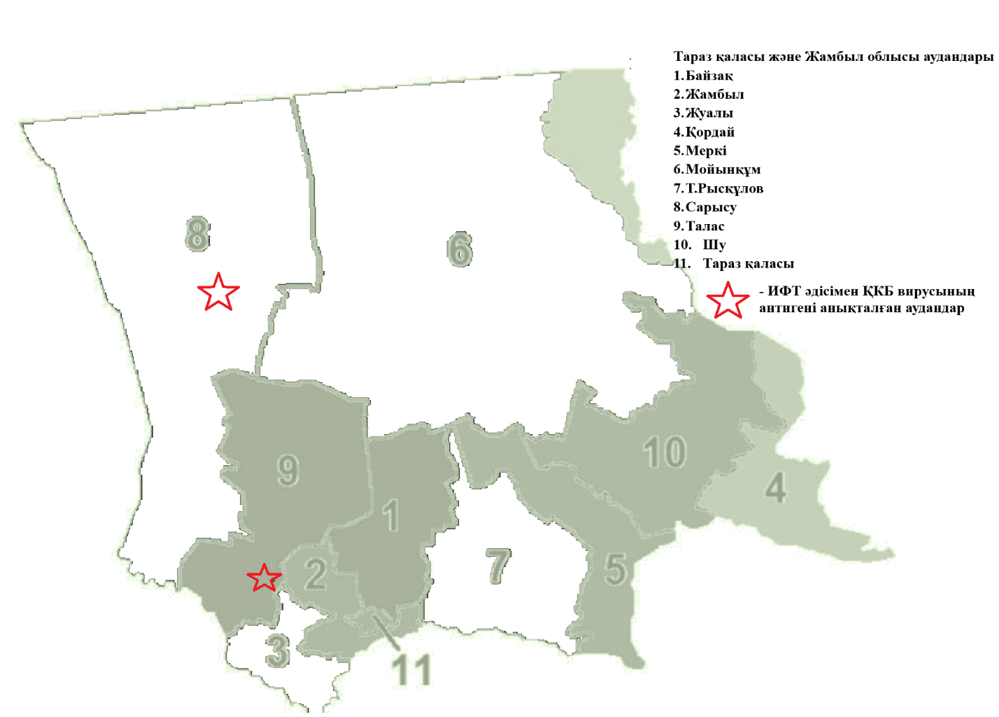 Тараз қаласы және Жамбыл облысы аудандары
1.Байзақ
2.Жамбыл
3.Жуалы
4.Қордай
5.Меркі
6.Мойынқұм
7.Т.Рысқұлов
8.Сарысу
9.Талас
10. Шу
11. Тараз қаласы
- ИФТ әдісімен ҚКБ вирусының
антигені анықталған аудандар
8
6
9
10
4
1
2
7
5
3
11